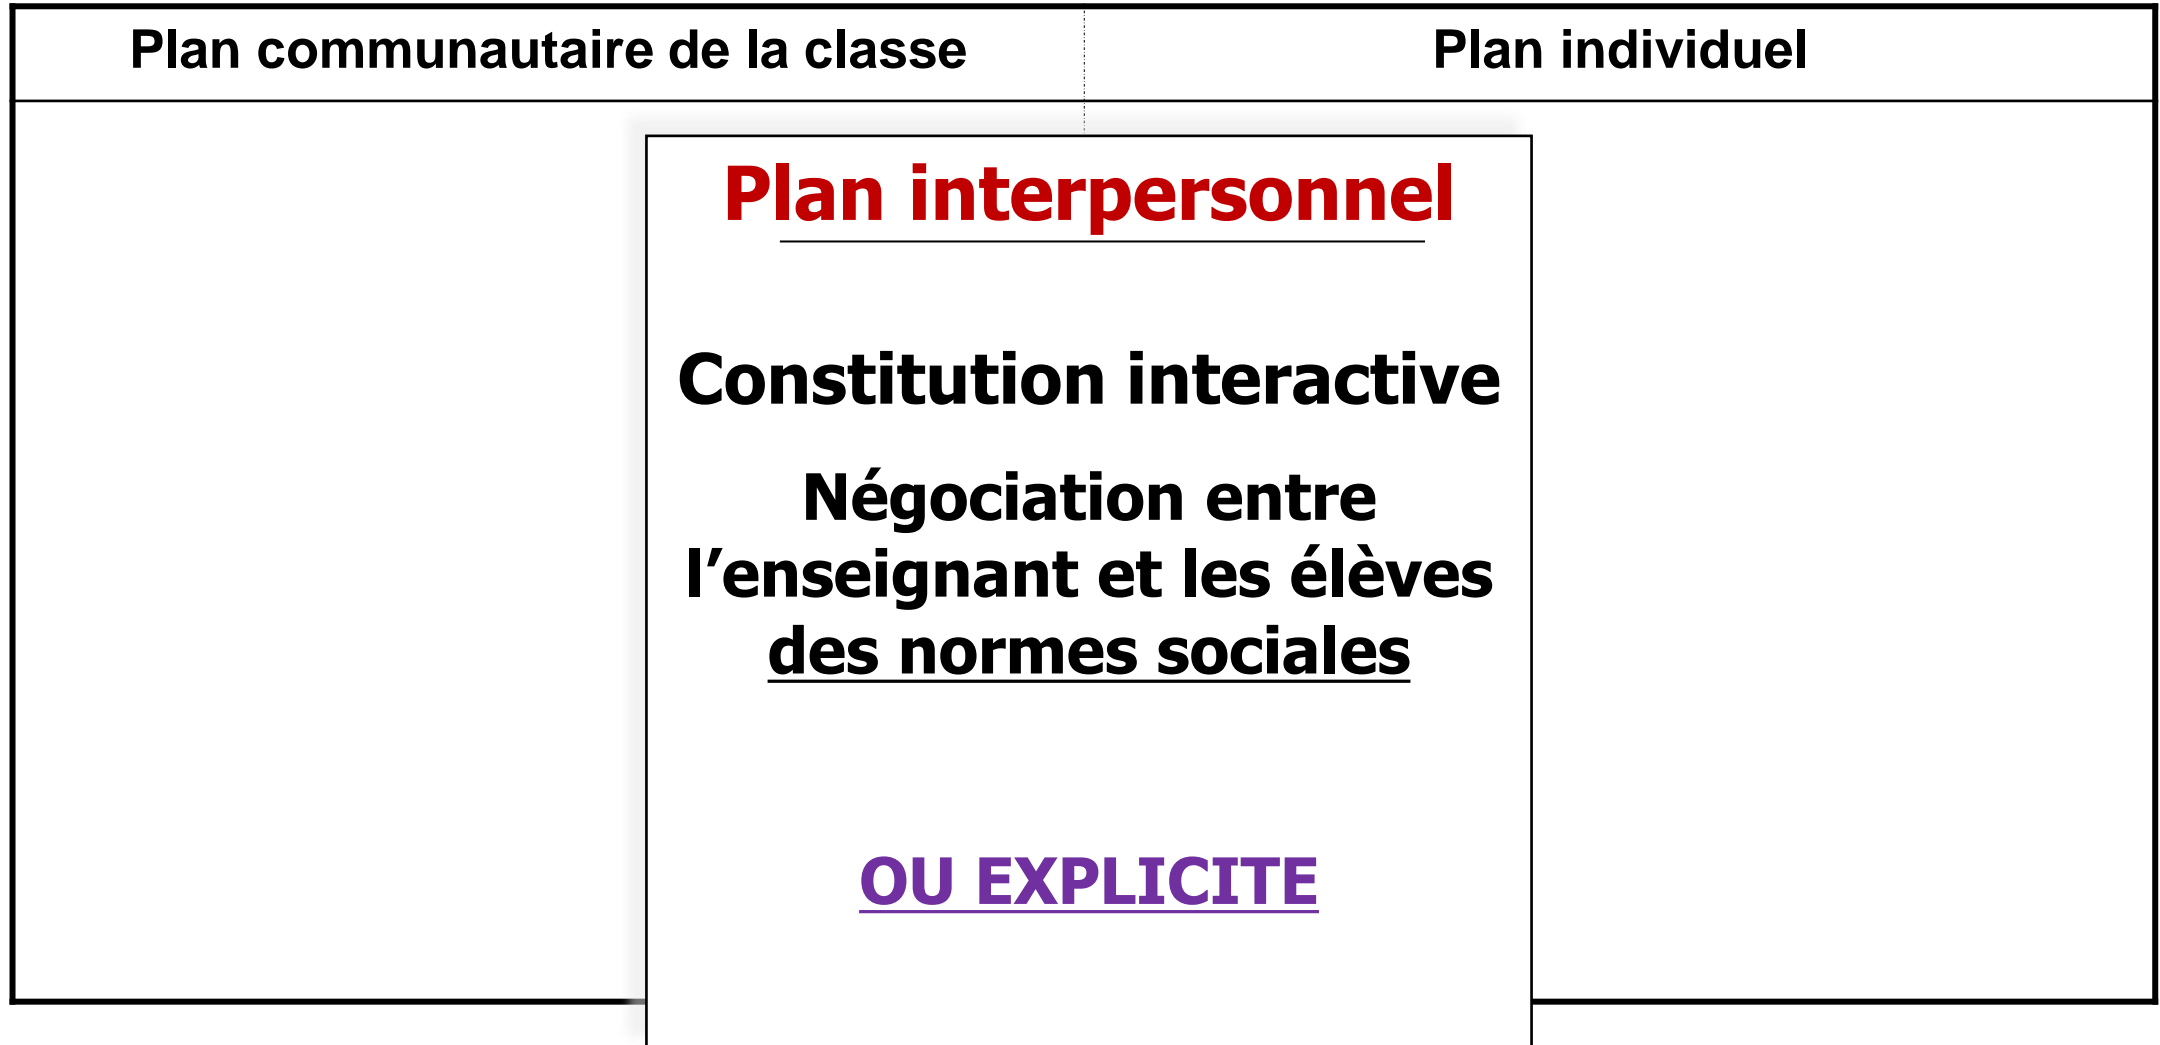 Plan communautaire de la classe
Plan individuel
Plan interpersonnel
Constitution interactive
Négociation entre
l’enseignant et les élèves
des normes sociales
OU EXPLICITE